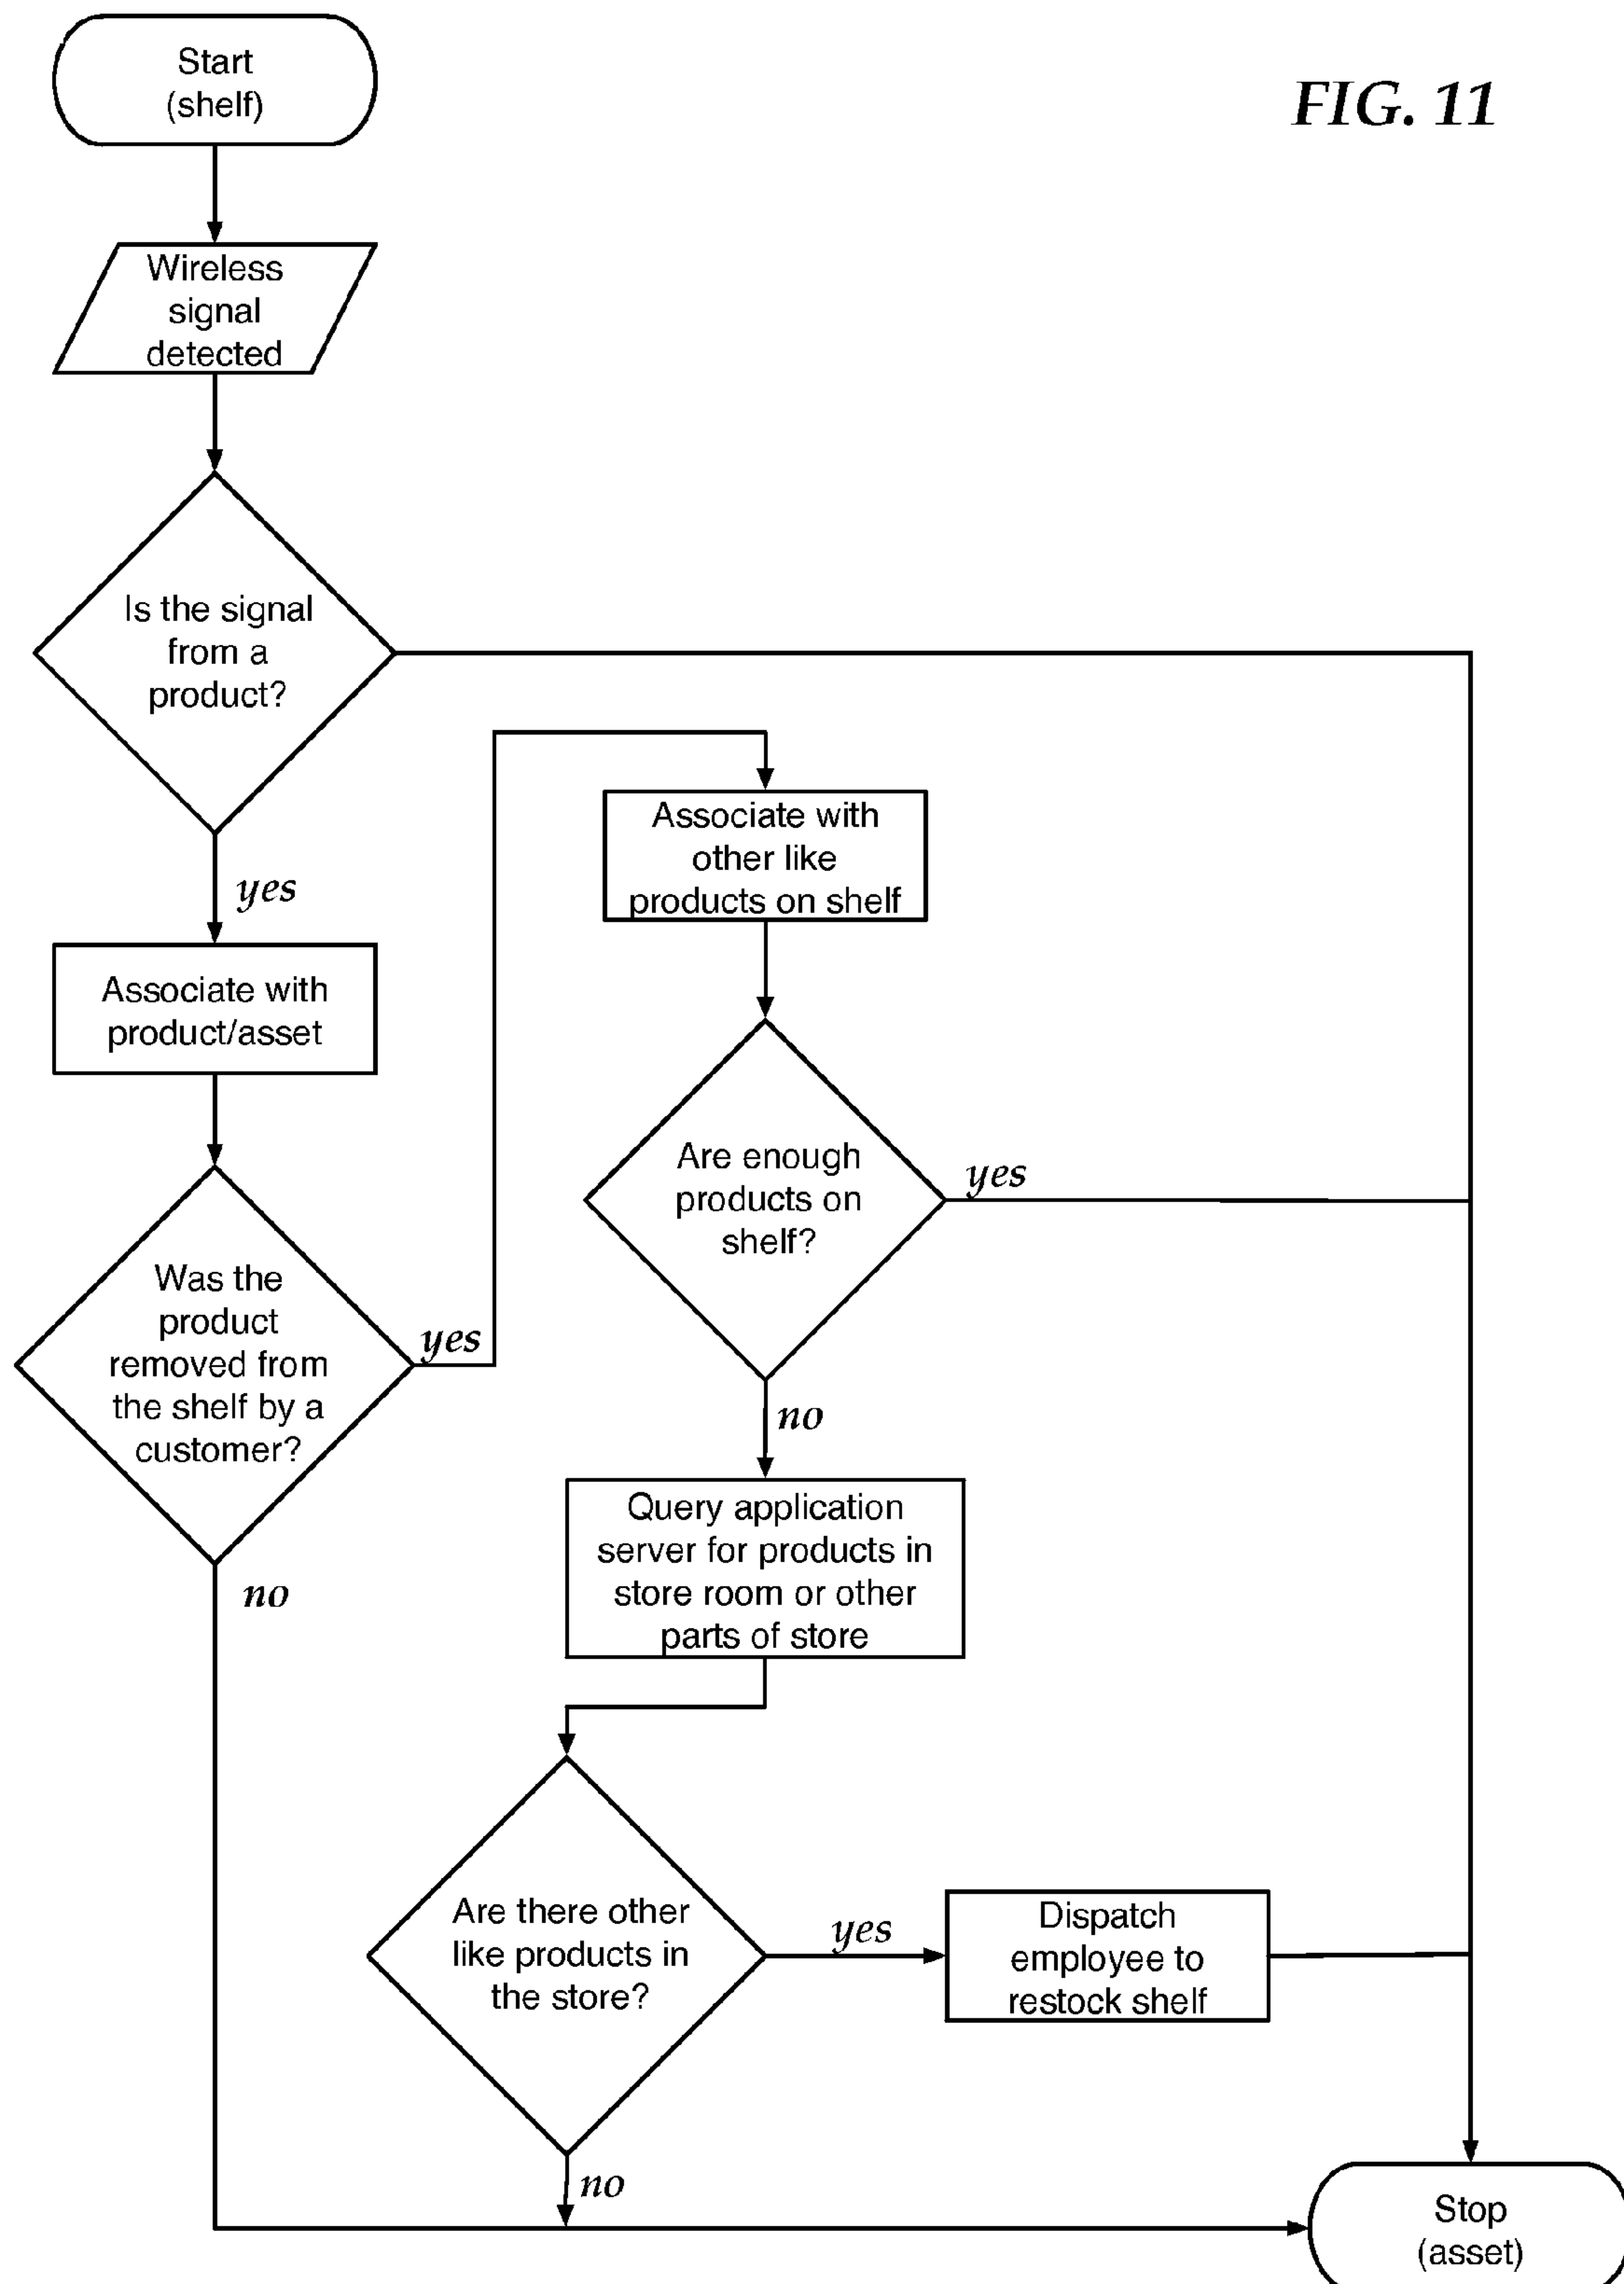 FIG. 11
Start
(shelf)
Wireless
signal
detected
Is the signal
from a
product?
yes
Associate with
product/asset
Was the
product
removed from
the shelf by a
customer?
yes
no
Associate with
other like
products on shelf
Are enough
products on
shelf?
yes
no
Query application
server for products in
store room or other
parts of store
Are there other
like products in
the store?
yes
Dispatch
employee to
restock shelf
no
Stop
(asset)